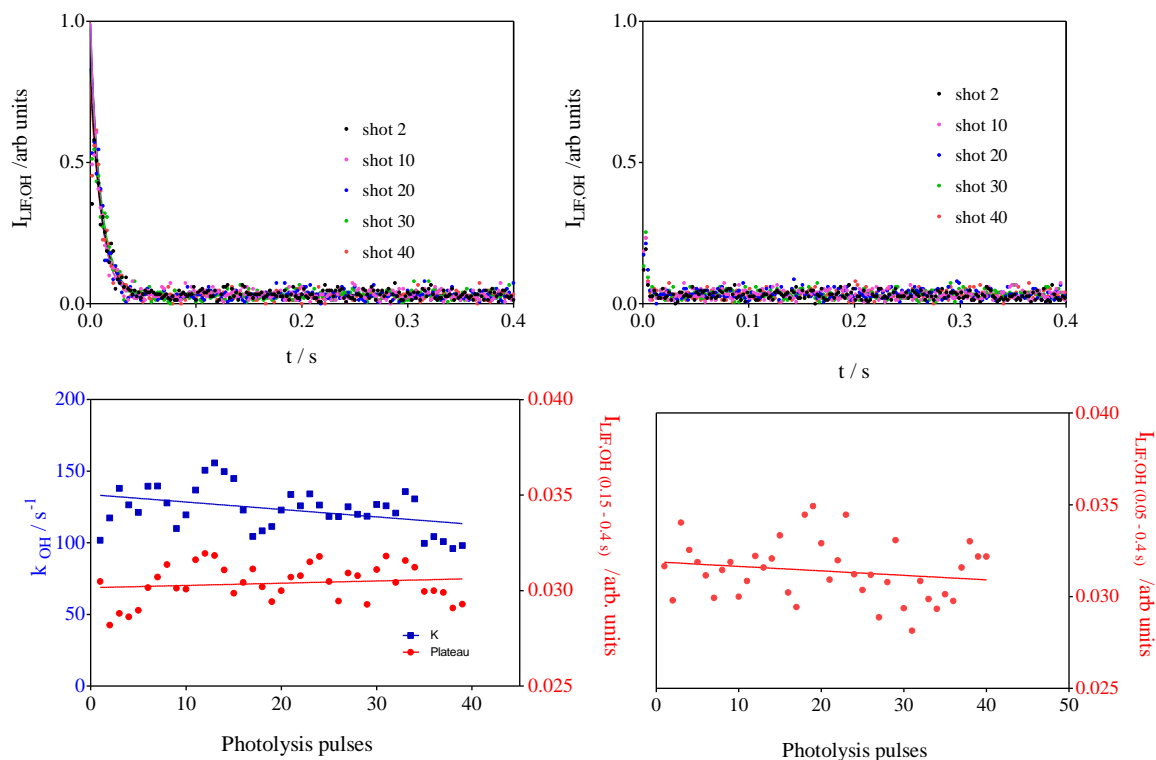 1.0
0.5
0.0
I_LIF,OH /arb units
shot 2
shot 10
shot 20
shot 30
shot 40
0.0 0.1 0.2 0.3 0.4
t / s
1.0
0.5
0.0
I_LIF,OH /arb units
shot 2
shot 10
shot 20
shot 30
shot 40
0.0 0.1 0.2 0.3 0.4
t / s
200
150
100
50
0
k OH / s-1
K
Plateau
0.040
0.035
0.030
0.025
I_LIF,OH (0.15 - 0.4 s) /arb. units
0 10 20 30 40
Photolysis pulses
0.040
0.035
0.030
0.025
I_LIF,OH (0.05 - 0.4 s) /arb units
0 10 20 30 40 50
Photolysis pulses